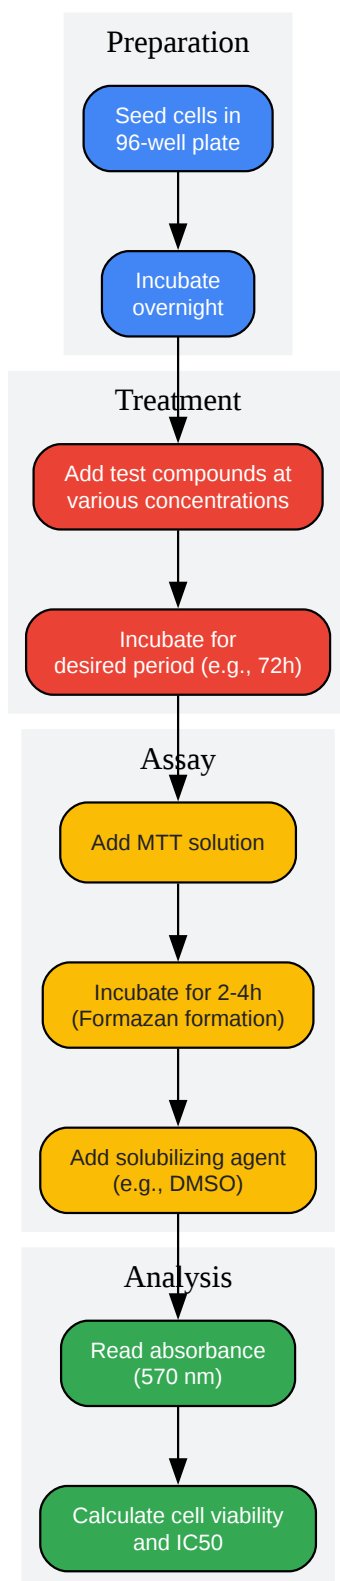 Preparation
Seed cells in
96-well plate
Incubate
overnight
Treatment
Add test compounds at
various concentrations
Incubate for
desired period (e.g., 72h)
Assay
Add MTT solution
Incubate for 2-4h
(Formazan formation)
Add solubilizing agent
(e.g., DMSO)
Analysis
Read absorbance
(570 nm)
Calculate cell viability
and IC50